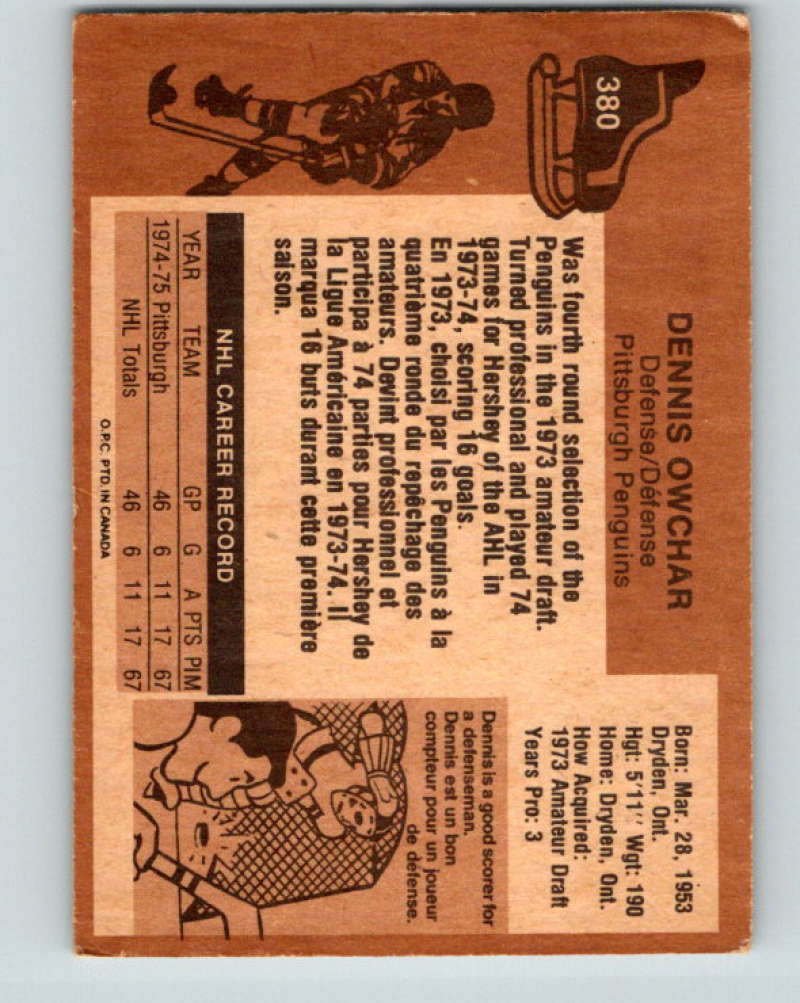 380
DENNIS OWCHAR
Defense/Défense
Pittsburgh Penguins
Born: Mar. 28, 1953
Dryden, Ont.
Hgt: 5'11'' Wgt: 190
Home: Dryden, Ont.
How Acquired:
1973 Amateur Draft
Years Pro: 3
Was fourth round selection of the
Penguins in the 1973 amateur draft.
Turned professional and played 74
games for Hershey of the AHL in
1973-74, scoring 16 goals.
En 1973, choisi par les Penguins à la
quatrième ronde du repêchage des
amateurs. Devint professionnel et
participa à 74 parties pour Hershey de
la Ligue Américaine en 1973-74. Il
marqua 16 buts durant cette première
saison.
Dennis is a good scorer for
a defenseman.
Dennis est un bon
compteur pour un joueur
de défense.
NHL CAREER RECORD
YEAR TEAM GP G A PTS PIM
1974-75 Pittsburgh 46 6 11 17 67
NHL Totals 46 6 11 17 67
O.P.C. PTD. IN CANADA